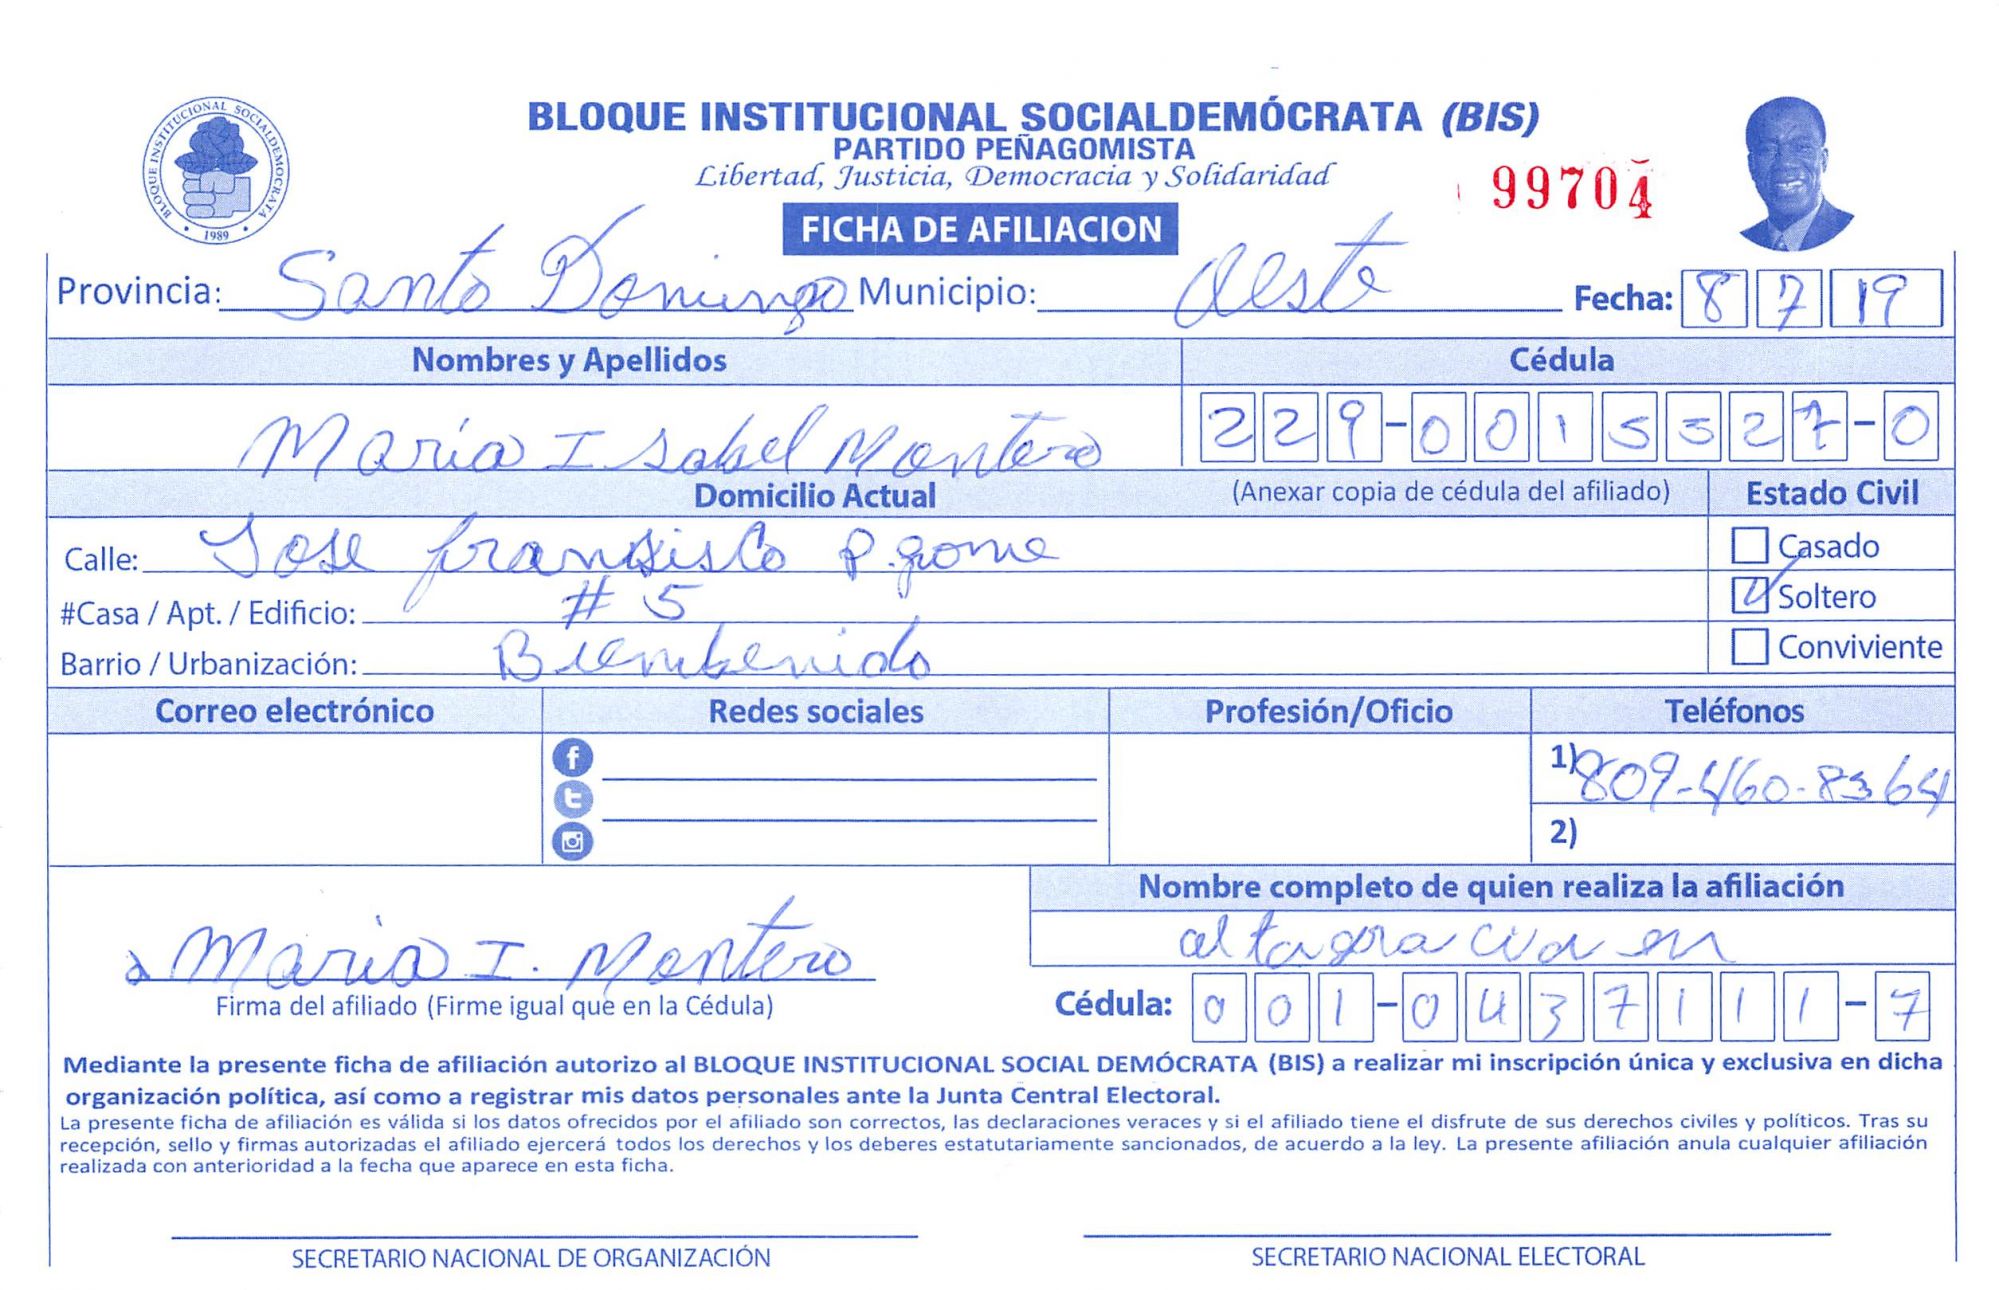 BLOQUE INSTITUCIONAL SOCIALDEMÓCRATA (BIS)
PARTIDO PEÑAGOMISTA
Libertad, Justicia, Democracia y Solidaridad
99704
BLOQUE INSTITUCIONAL SOCIALDEMOCRATA
1989
FICHA DE AFILIACION
Provincia: Santo Domingo Municipio: Oeste Fecha: 8 7 19
Nombres y Apellidos Cédula
Maria Isabel Montero 229-0015527-0
Domicilio Actual (Anexar copia de cédula del afiliado) Estado Civil
Calle: Jose fransisco P. gome Casado
#Casa / Apt. / Edificio: # 5 Soltero
Barrio / Urbanización: Bienbenido Conviviente
Correo electrónico Redes sociales Profesión/Oficio Teléfonos
1) 809-460-8364
2)
Nombre completo de quien realiza la afiliación
Maria I. Montero altagracia
Firma del afiliado (Firme igual que en la Cédula) Cédula: 001-0437111-7
Mediante la presente ficha de afiliación autorizo al BLOQUE INSTITUCIONAL SOCIAL DEMÓCRATA (BIS) a realizar mi inscripción única y exclusiva en dicha
organización política, así como a registrar mis datos personales ante la Junta Central Electoral.
La presente ficha de afiliación es válida si los datos ofrecidos por el afiliado son correctos, las declaraciones veraces y si el afiliado tiene el disfrute de sus derechos civiles y políticos. Tras su
recepción, sello y firmas autorizadas el afiliado ejercerá todos los derechos y los deberes estatutariamente sancionados, de acuerdo a la ley. La presente afiliación anula cualquier afiliación
realizada con anterioridad a la fecha que aparece en esta ficha.
SECRETARIO NACIONAL DE ORGANIZACIÓN SECRETARIO NACIONAL ELECTORAL